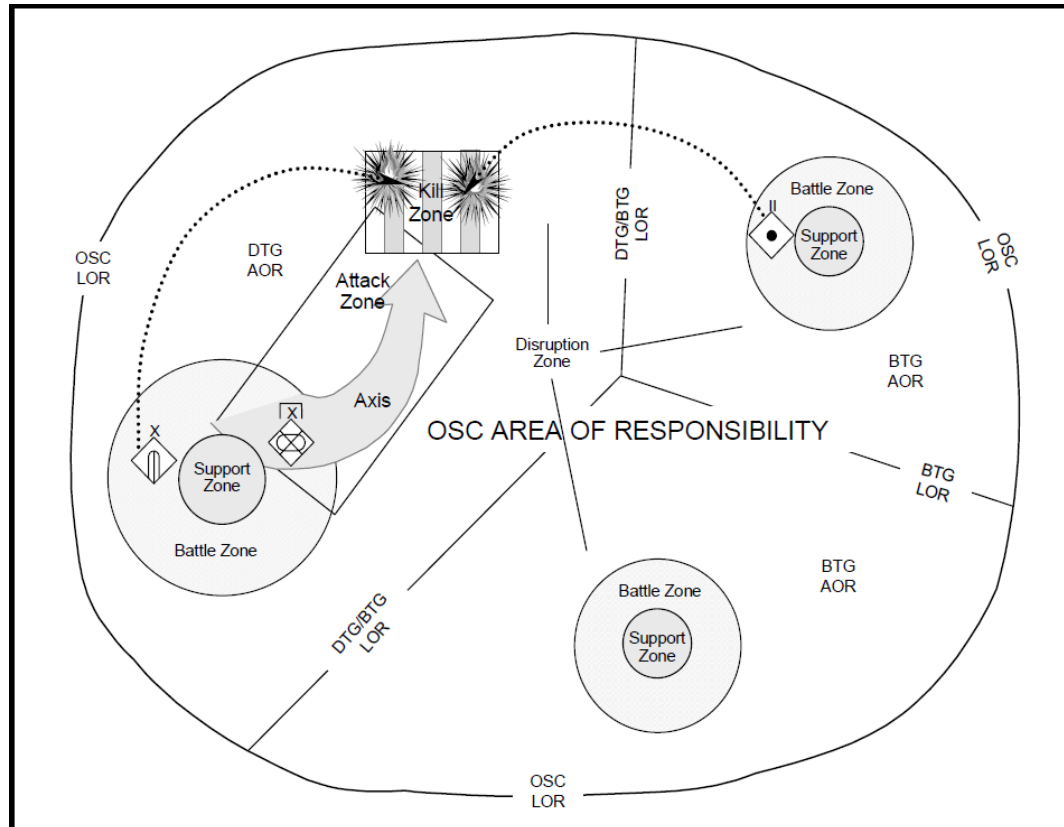 Kill
Zone
Battle Zone
II
Support
Zone
OSC
LOR
DTG/BTG
LOR
DTG
AOR
OSC
LOR
Attack
Zone
Disruption
Zone
BTG
AOR
Axis
X
X
OSC AREA OF RESPONSIBILITY
Support
Zone
BTG
LOR
Battle Zone
BTG
AOR
Battle Zone
DTG/BTG
LOR
Support
Zone
OSC
LOR